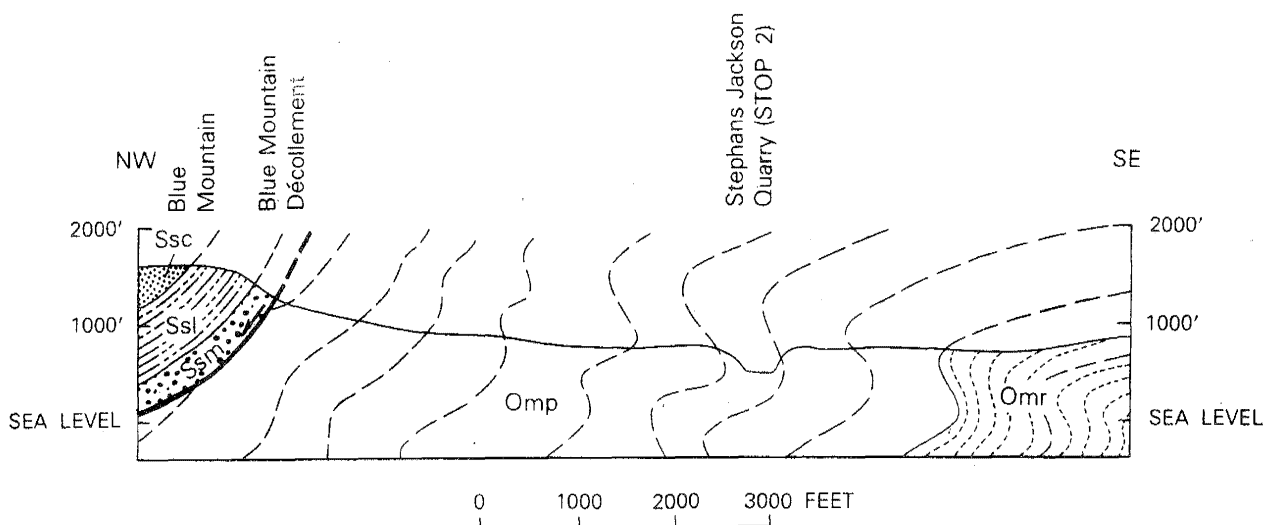 NW
Blue
Mountain
Blue Mountain
Décollement
Stephans Jackson
Quarry (STOP 2)
SE
2000'
1000'
SEA LEVEL
Ssc
Ssl
Ssm
Omp
Omr
2000'
1000'
SEA LEVEL
0 1000 2000 3000 FEET